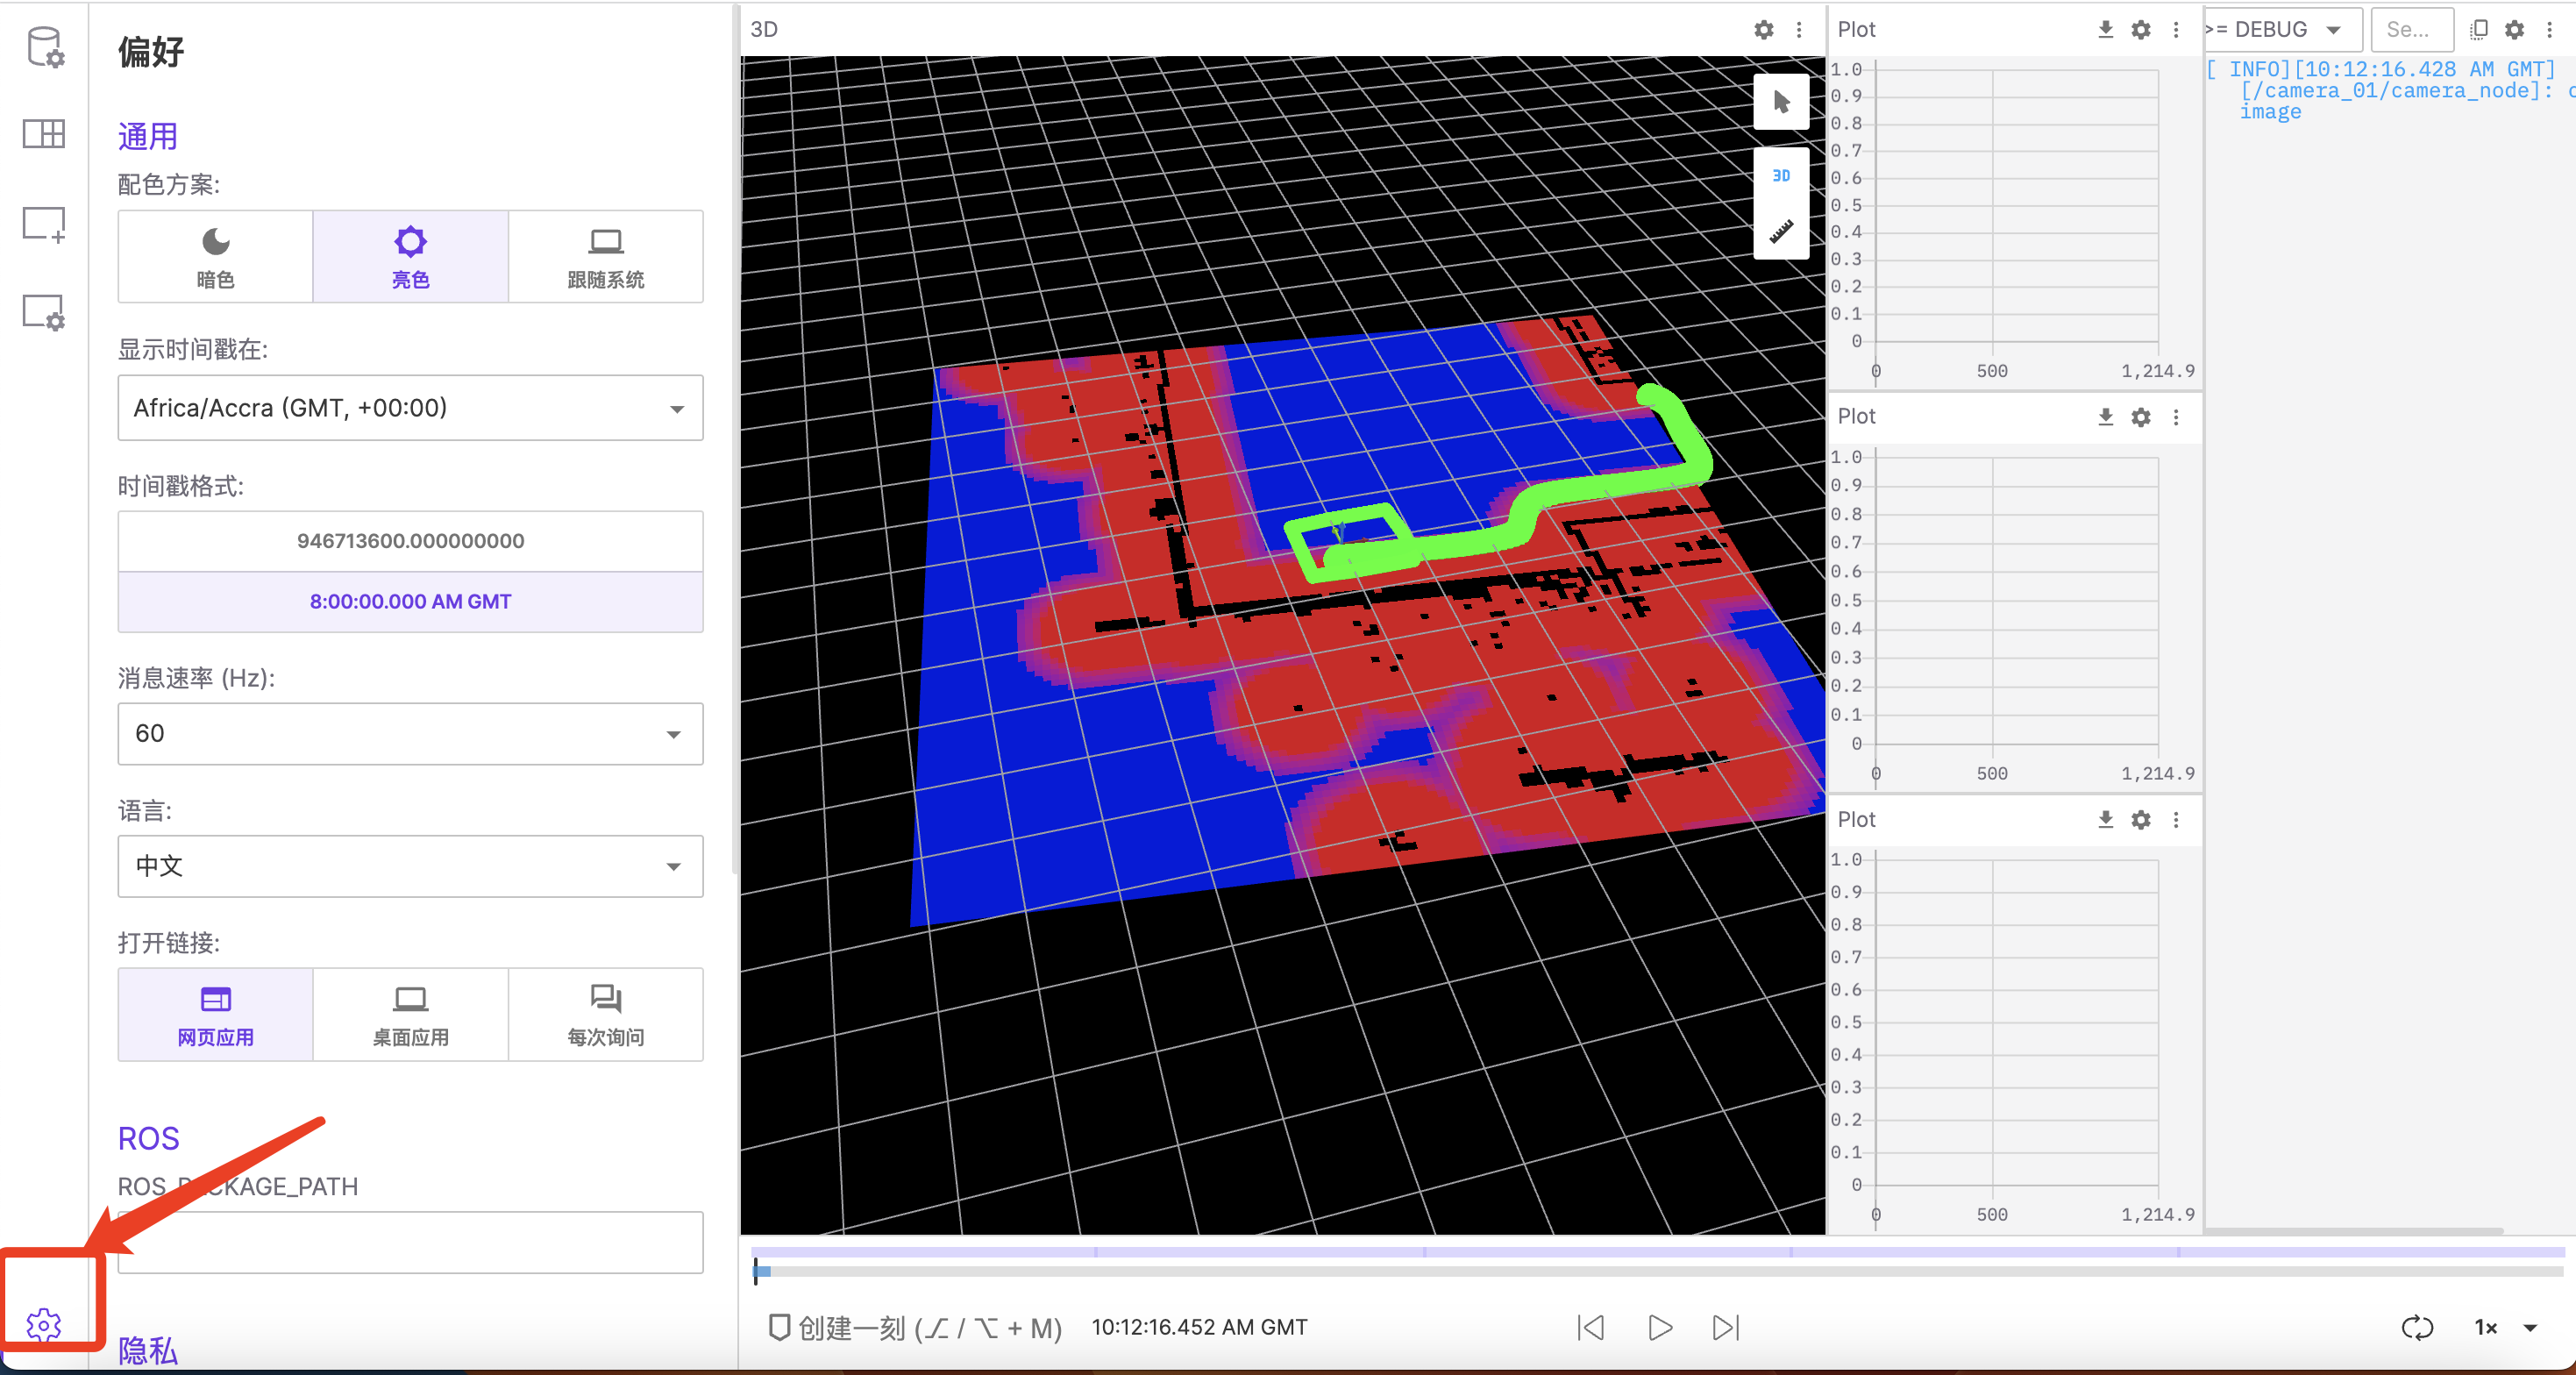 偏好
通用
配色方案:
暗色
亮色
跟随系统
显示时间戳在:
Africa/Accra (GMT, +00:00)
时间戳格式:
946713600.000000000
8:00:00.000 AM GMT
消息速率 (Hz):
60
语言:
中文
打开链接:
网页应用
桌面应用
每次询问
ROS
ROS_PACKAGE_PATH
隐私
3D
3D
Plot
1.0
0.9
0.8
0.7
0.6
0.5
0.4
0.3
0.2
0.1
0
0 500 1,214.9
Plot
1.0
0.9
0.8
0.7
0.6
0.5
0.4
0.3
0.2
0.1
0
0 500 1,214.9
Plot
1.0
0.9
0.8
0.7
0.6
0.5
0.4
0.3
0.2
0.1
0
0 500 1,214.9
>= DEBUG
Se...
[ INFO][10:12:16.428 AM GMT]
[/camera_01/camera_node]:
image
创建一刻 (⌥ / ⌥ + M)
10:12:16.452 AM GMT
1×